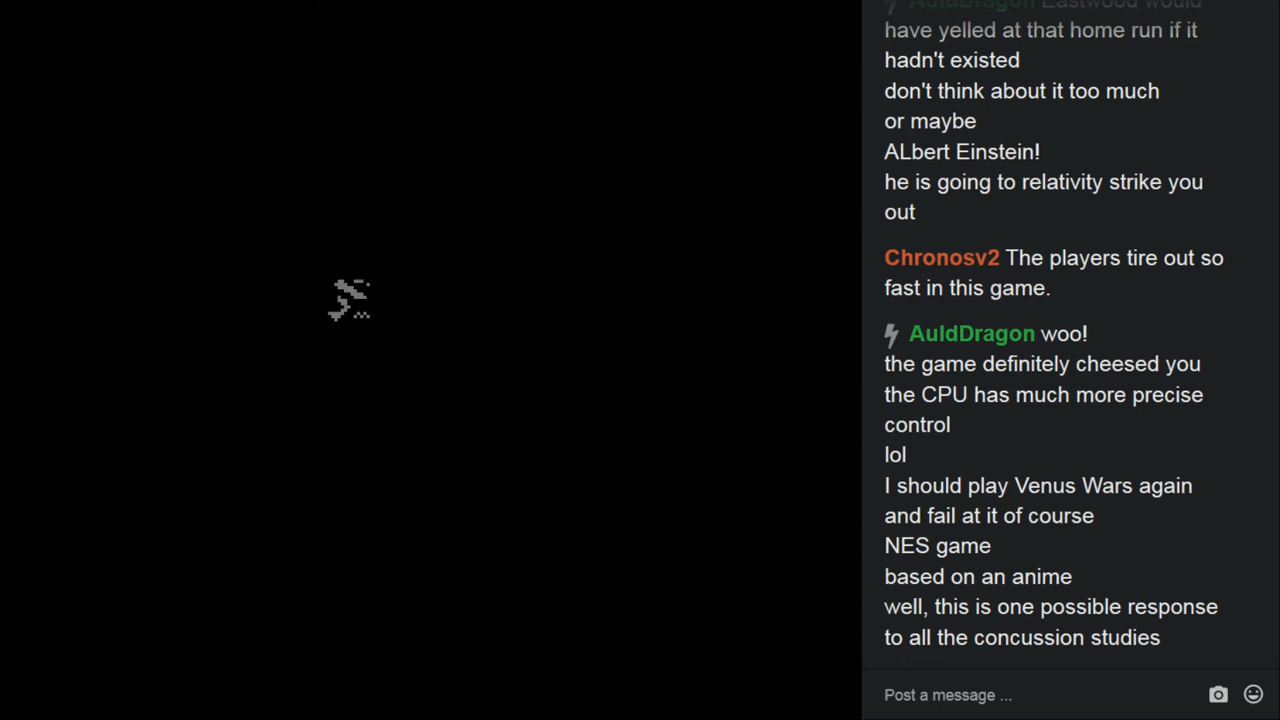 AuldDragon Eastwood would
have yelled at that home run if it
hadn't existed
don't think about it too much
or maybe
ALbert Einstein!
he is going to relativity strike you
out
Chronosv2 The players tire out so
fast in this game.
AuldDragon woo!
the game definitely cheesed you
the CPU has much more precise
control
lol
I should play Venus Wars again
and fail at it of course
NES game
based on an anime
well, this is one possible response
to all the concussion studies
Post a message ...